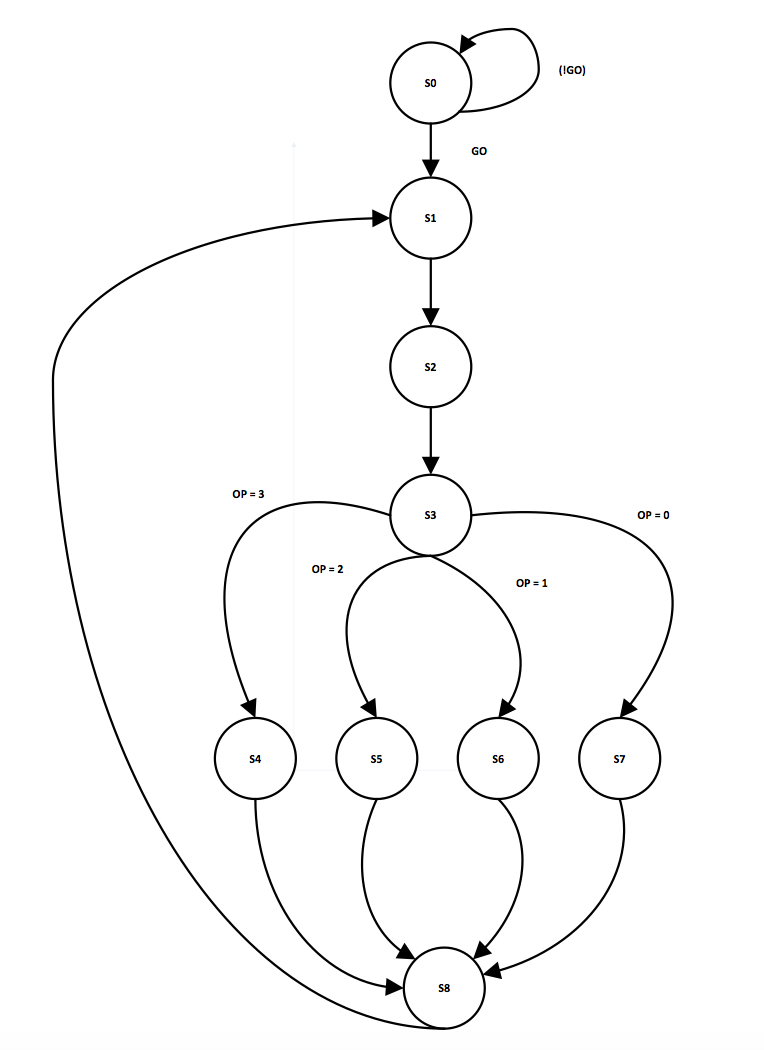 S0
(!GO)
GO
S1
S2
S3
OP = 3
OP = 0
OP = 2
OP = 1
S4
S5
S6
S7
S8